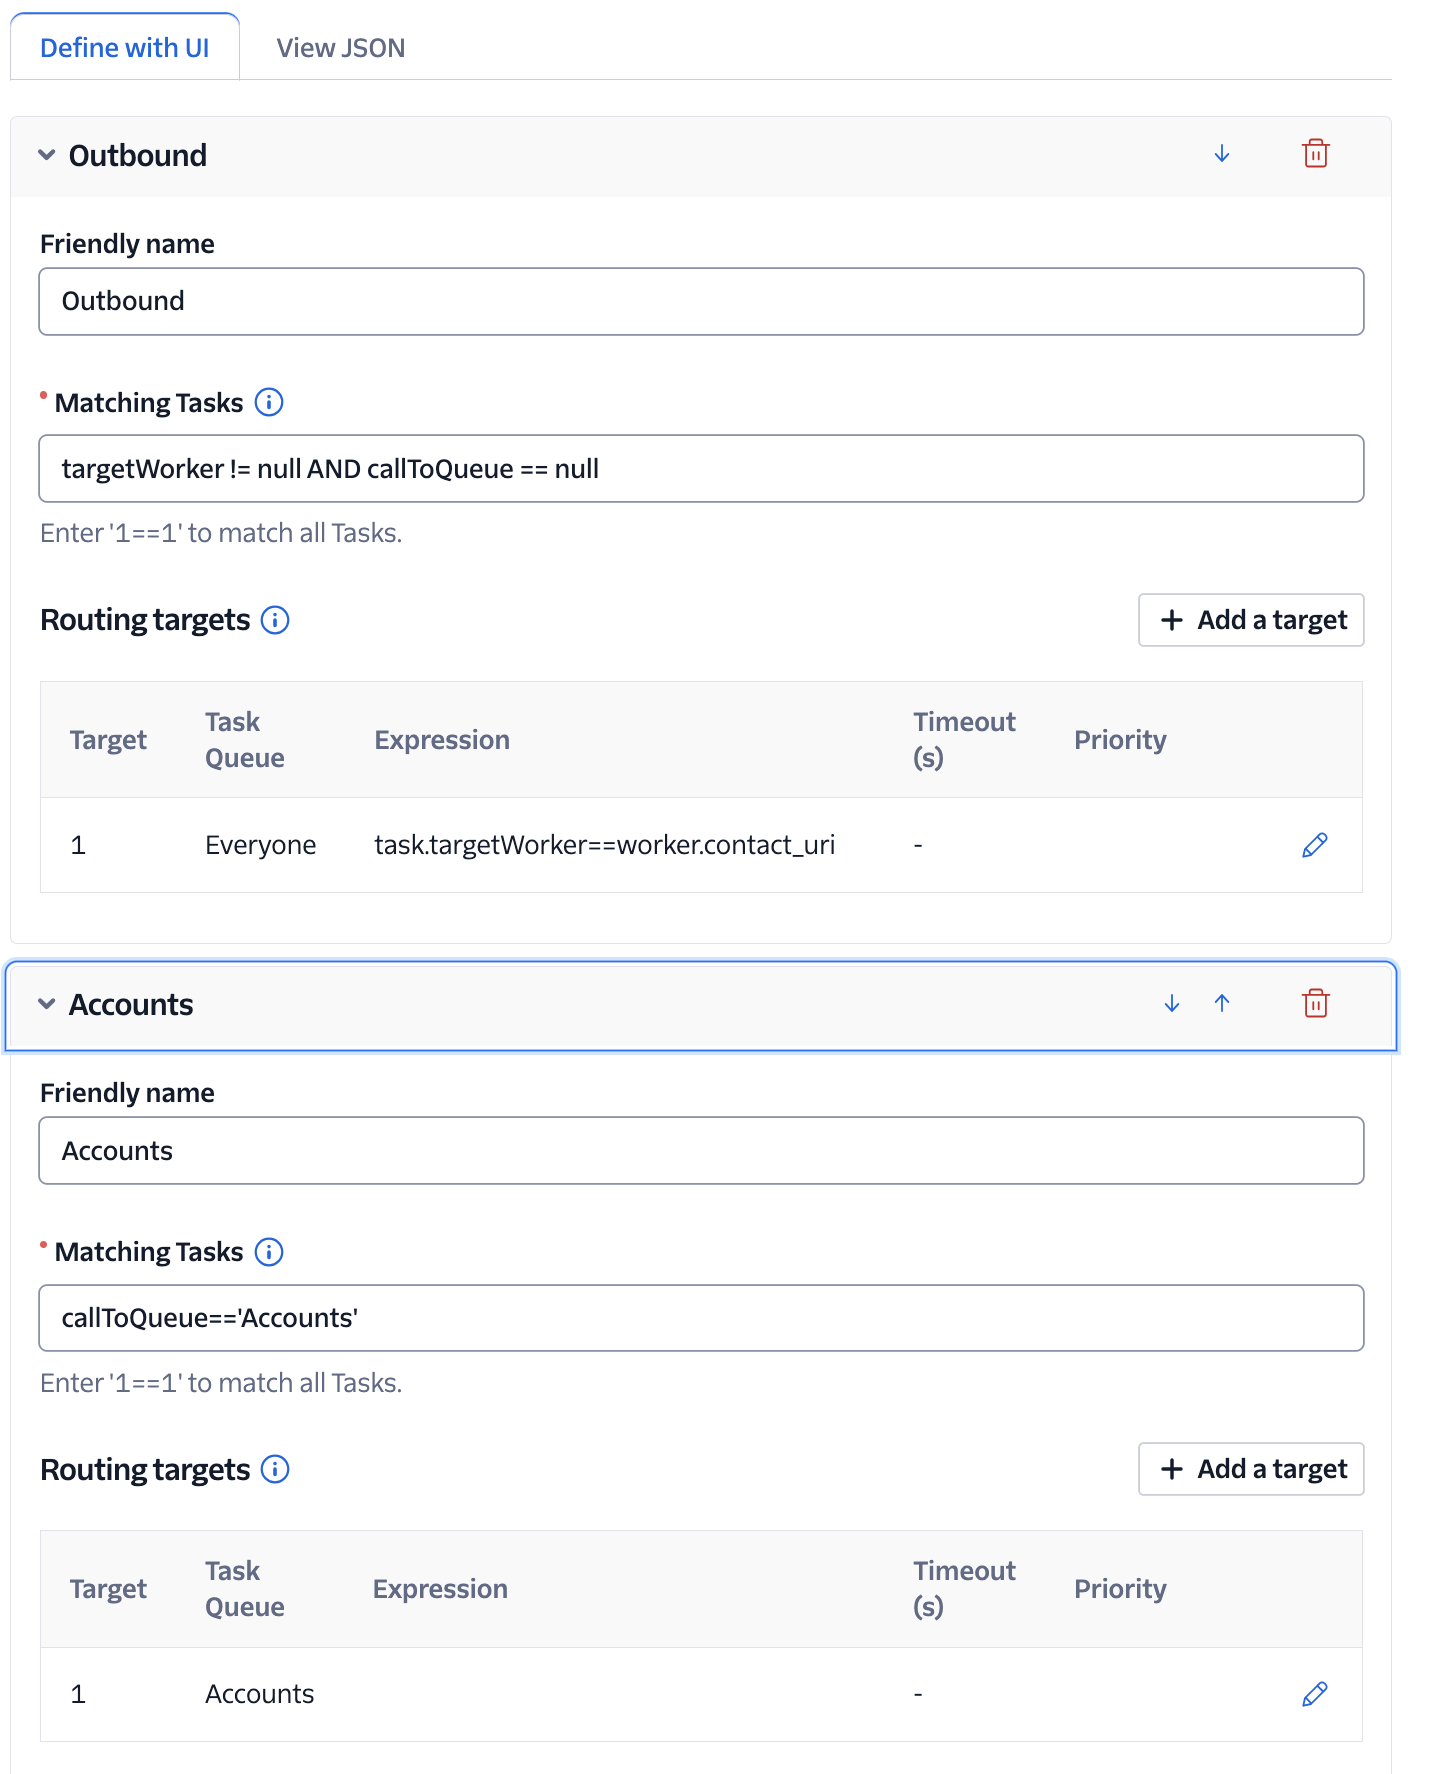 Define with UI View JSON
Outbound
Friendly name
Outbound
* Matching Tasks
targetWorker != null AND callToQueue == null
Enter '1==1' to match all Tasks.
Routing targets + Add a target
Target Task Queue Expression Timeout (s) Priority
1 Everyone task.targetWorker==worker.contact_uri -
Accounts
Friendly name
Accounts
* Matching Tasks
callToQueue=='Accounts'
Enter '1==1' to match all Tasks.
Routing targets + Add a target
Target Task Queue Expression Timeout (s) Priority
1 Accounts -